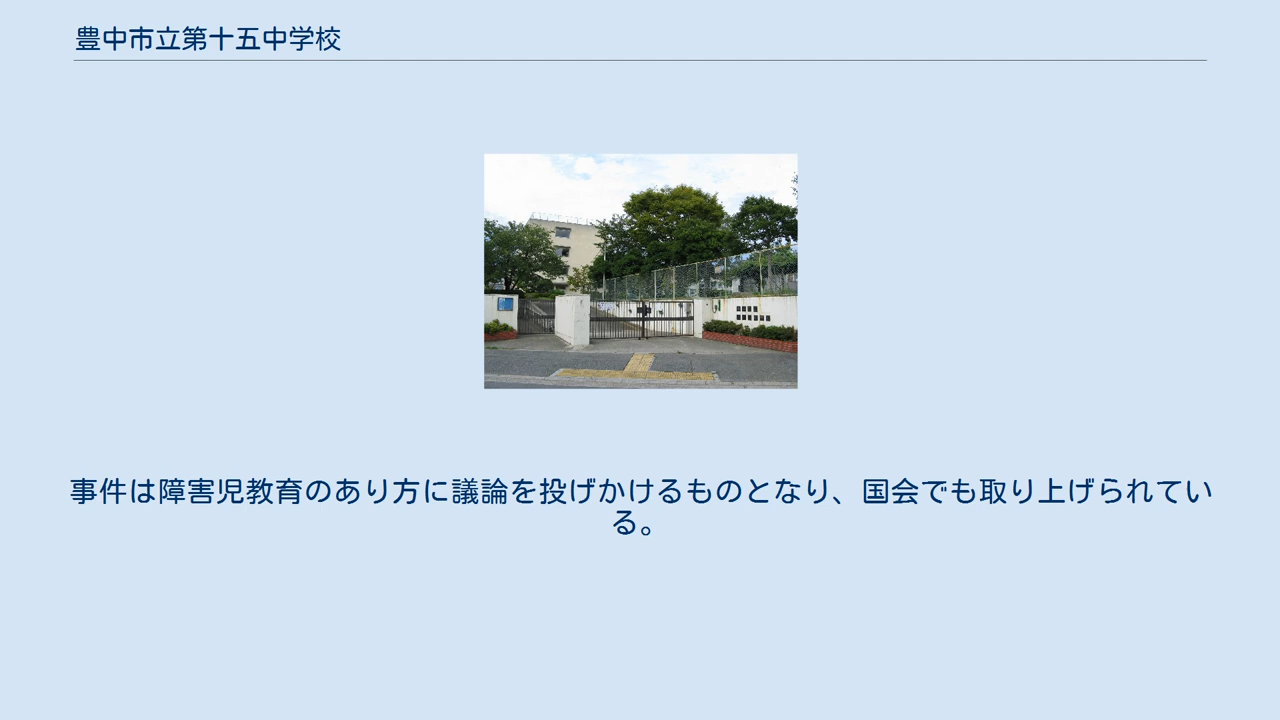 豊中市立第十五中学校
事件は障害児教育のあり方に議論を投げかけるものとなり、国会でも取り上げられてい
る。